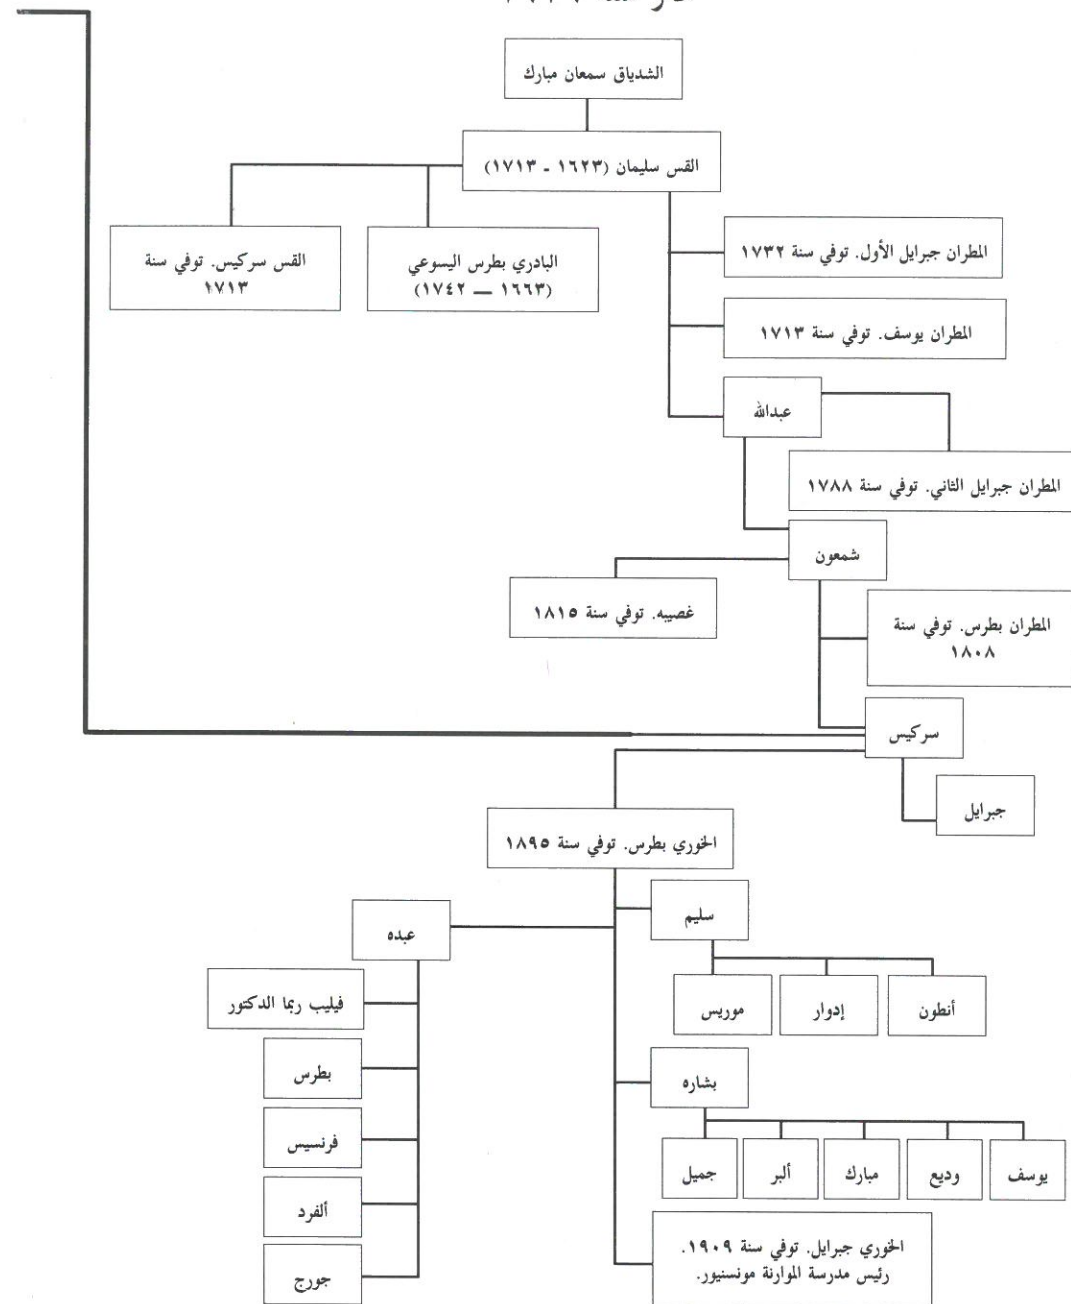 الشدياق سمعان مبارك
القس سليمان (١٦٢٣ - ١٧١٣)
المطران جبرايل الأول. توفي سنة ١٧٣٢
البادري بطرس اليسوعي
(١٦٦٣ — ١٧٤٢)
القس سركيس. توفي سنة
١٧١٣
المطران يوسف. توفي سنة ١٧١٣
عبدالله
المطران جبرايل الثاني. توفي سنة ١٧٨٨
شمعون
غصيبه. توفي سنة ١٨١٥
المطران بطرس. توفي سنة
١٨٠٨
سركيس
جبرايل
الخوري بطرس. توفي سنة ١٨٩٥
سليم
عبده
أنطون
إدوار
موريس
فيليب ربما الدكتور
بطرس
بشاره
فرنسيس
يوسف
وديع
مبارك
ألبر
جميل
ألفرد
الخوري جبرايل. توفي سنة ١٩٠٩.
رئيس مدرسة الموارنة مونسنيور.
جورج